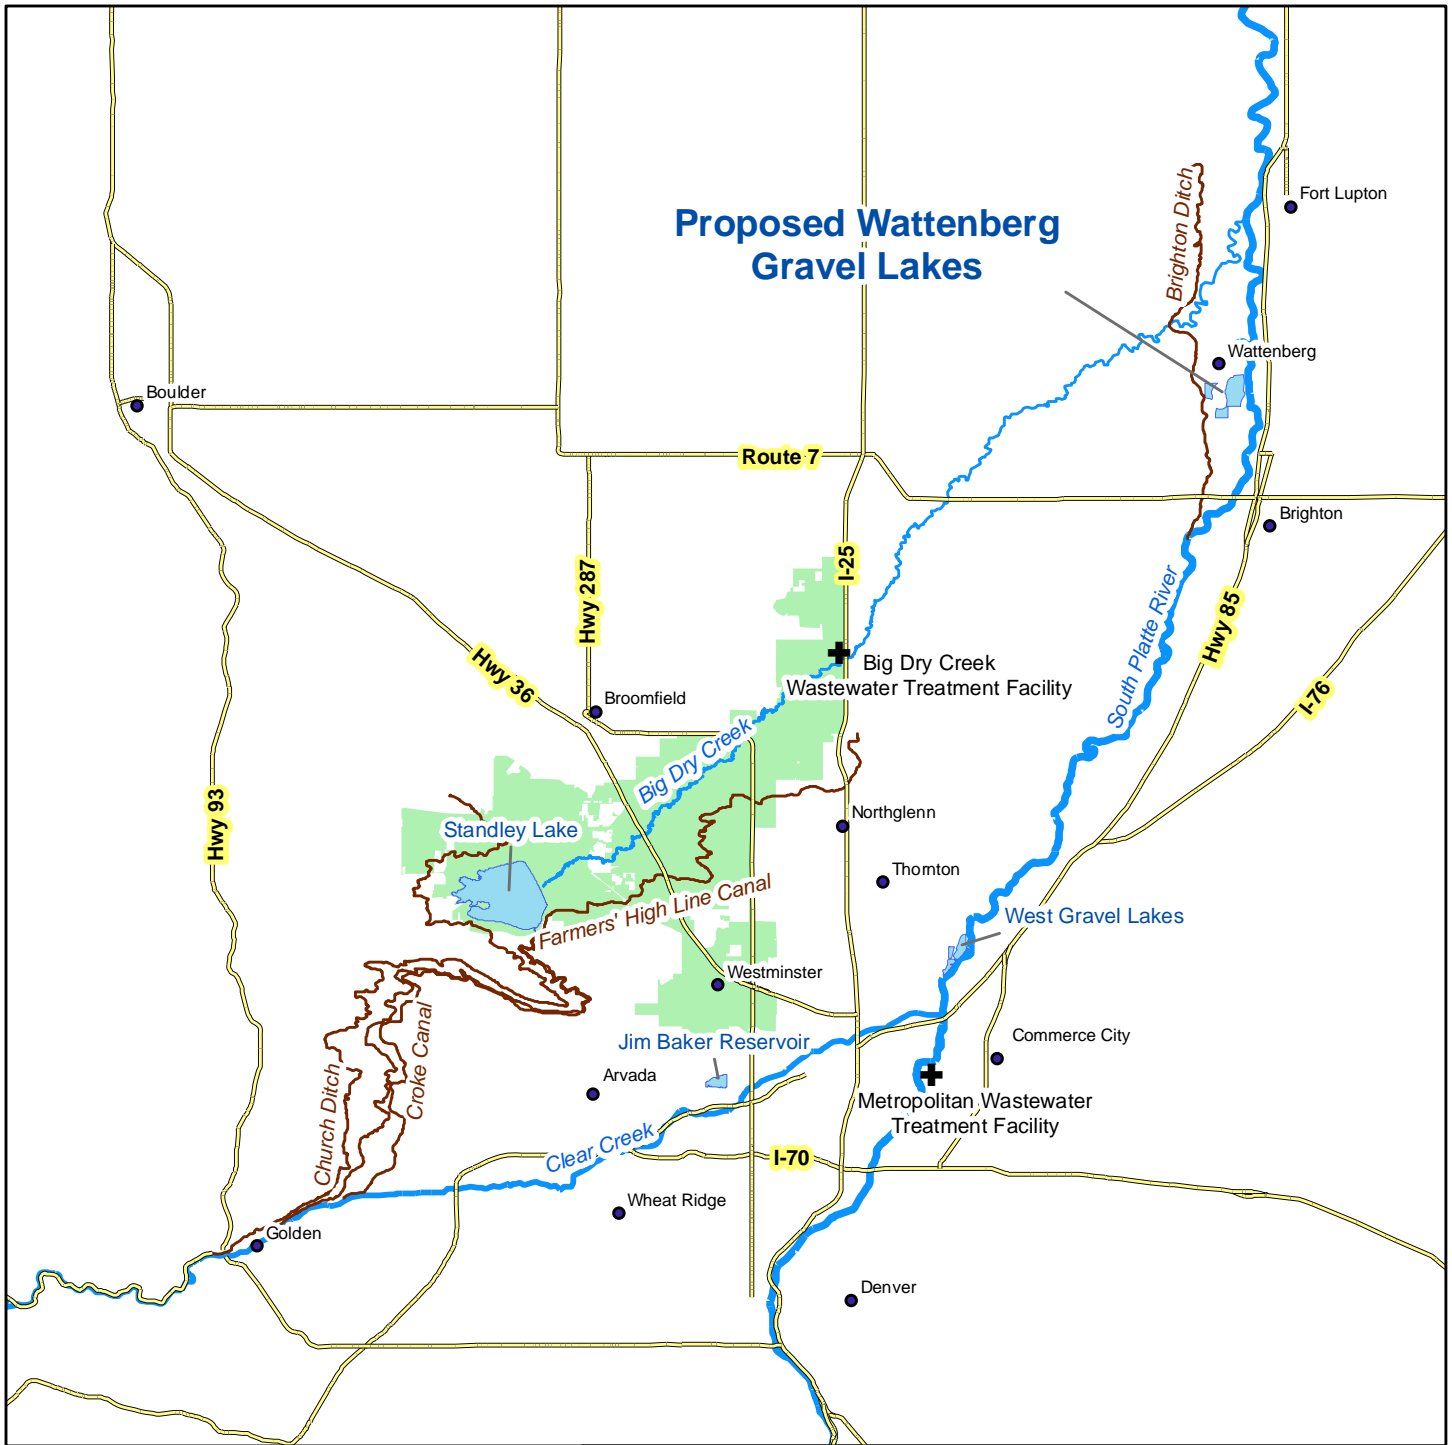 Proposed Wattenberg
Gravel Lakes
Brighton Ditch
Fort Lupton
Wattenberg
Boulder
Route 7
Brighton
I-25
Hwy 287
South Platte River
Hwy 85
Hwy 36
Big Dry Creek
Wastewater Treatment Facility
I-76
Broomfield
Big Dry Creek
Hwy 93
Standley Lake
Northglenn
Thornton
Farmers' High Line Canal
West Gravel Lakes
Westminster
Croke Canal
Church Ditch
Jim Baker Reservoir
Commerce City
Arvada
Metropolitan Wastewater
Treatment Facility
Clear Creek
I-70
Wheat Ridge
Golden
Denver